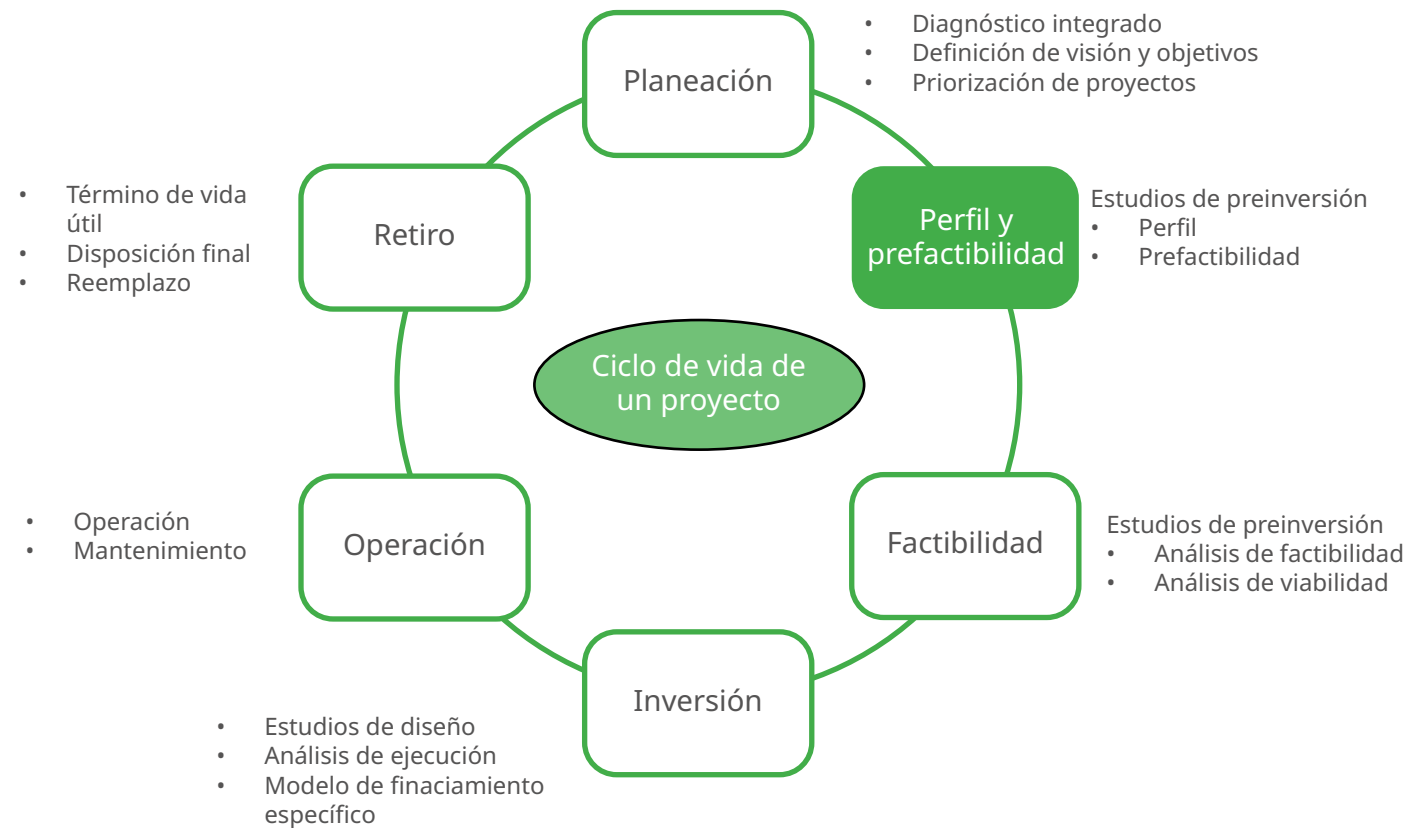 Planeación
• Diagnóstico integrado
• Definición de visión y objetivos
• Priorización de proyectos
Perfil y
prefactibilidad
Estudios de preinversión
• Perfil
• Prefactibilidad
Factibilidad
Estudios de preinversión
• Análisis de factibilidad
• Análisis de viabilidad
Inversión
• Estudios de diseño
• Análisis de ejecución
• Modelo de finaciamiento
específico
Operación
• Operación
• Mantenimiento
Retiro
• Término de vida
útil
• Disposición final
• Reemplazo
Ciclo de vida de
un proyecto